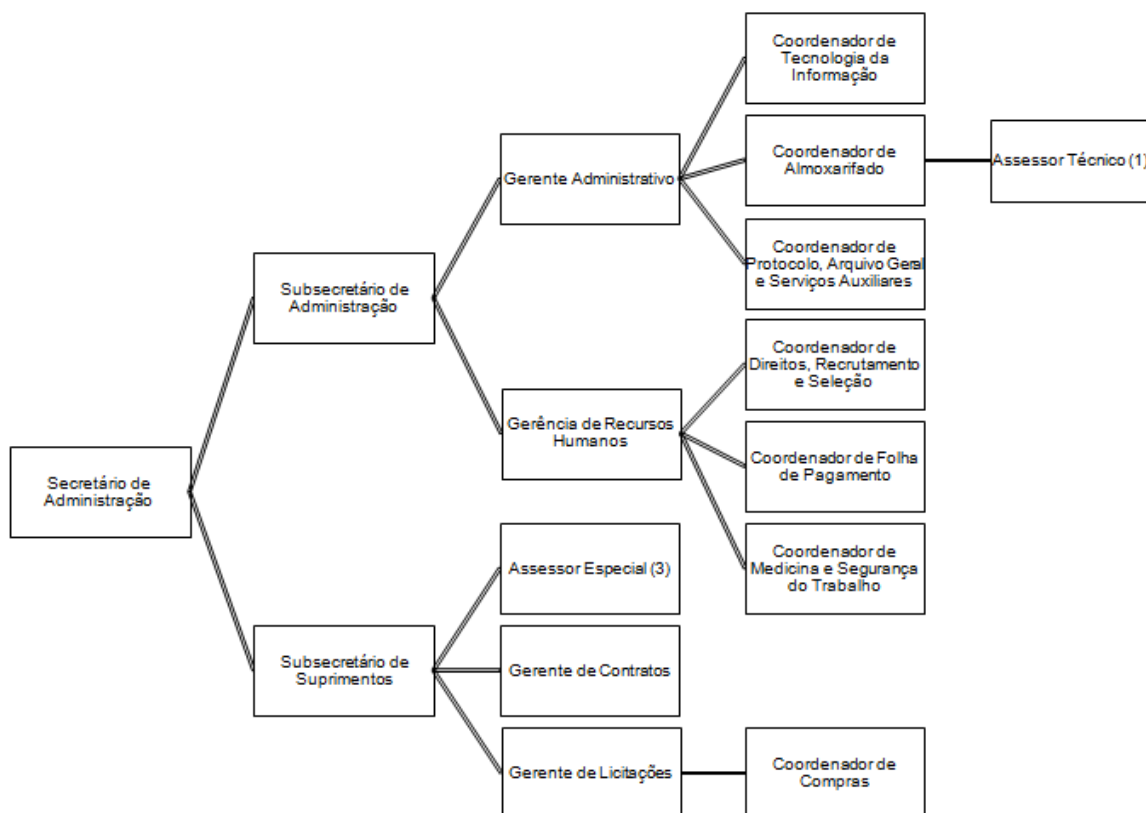 Coordenador de
Tecnologia da
Informação
Gerente Administrativo
Coordenador de
Almoxarifado
Assessor Técnico (1)
Coordenador de
Protocolo, Arquivo Geral
e Serviços Auxiliares
Subsecretário de
Administração
Coordenador de
Direitos, Recrutamento
e Seleção
Gerência de Recursos
Humanos
Coordenador de Folha
de Pagamento
Coordenador de
Medicina e Segurança
do Trabalho
Secretário de
Administração
Assessor Especial (3)
Subsecretário de
Suprimentos
Gerente de Contratos
Gerente de Licitações
Coordenador de
Compras